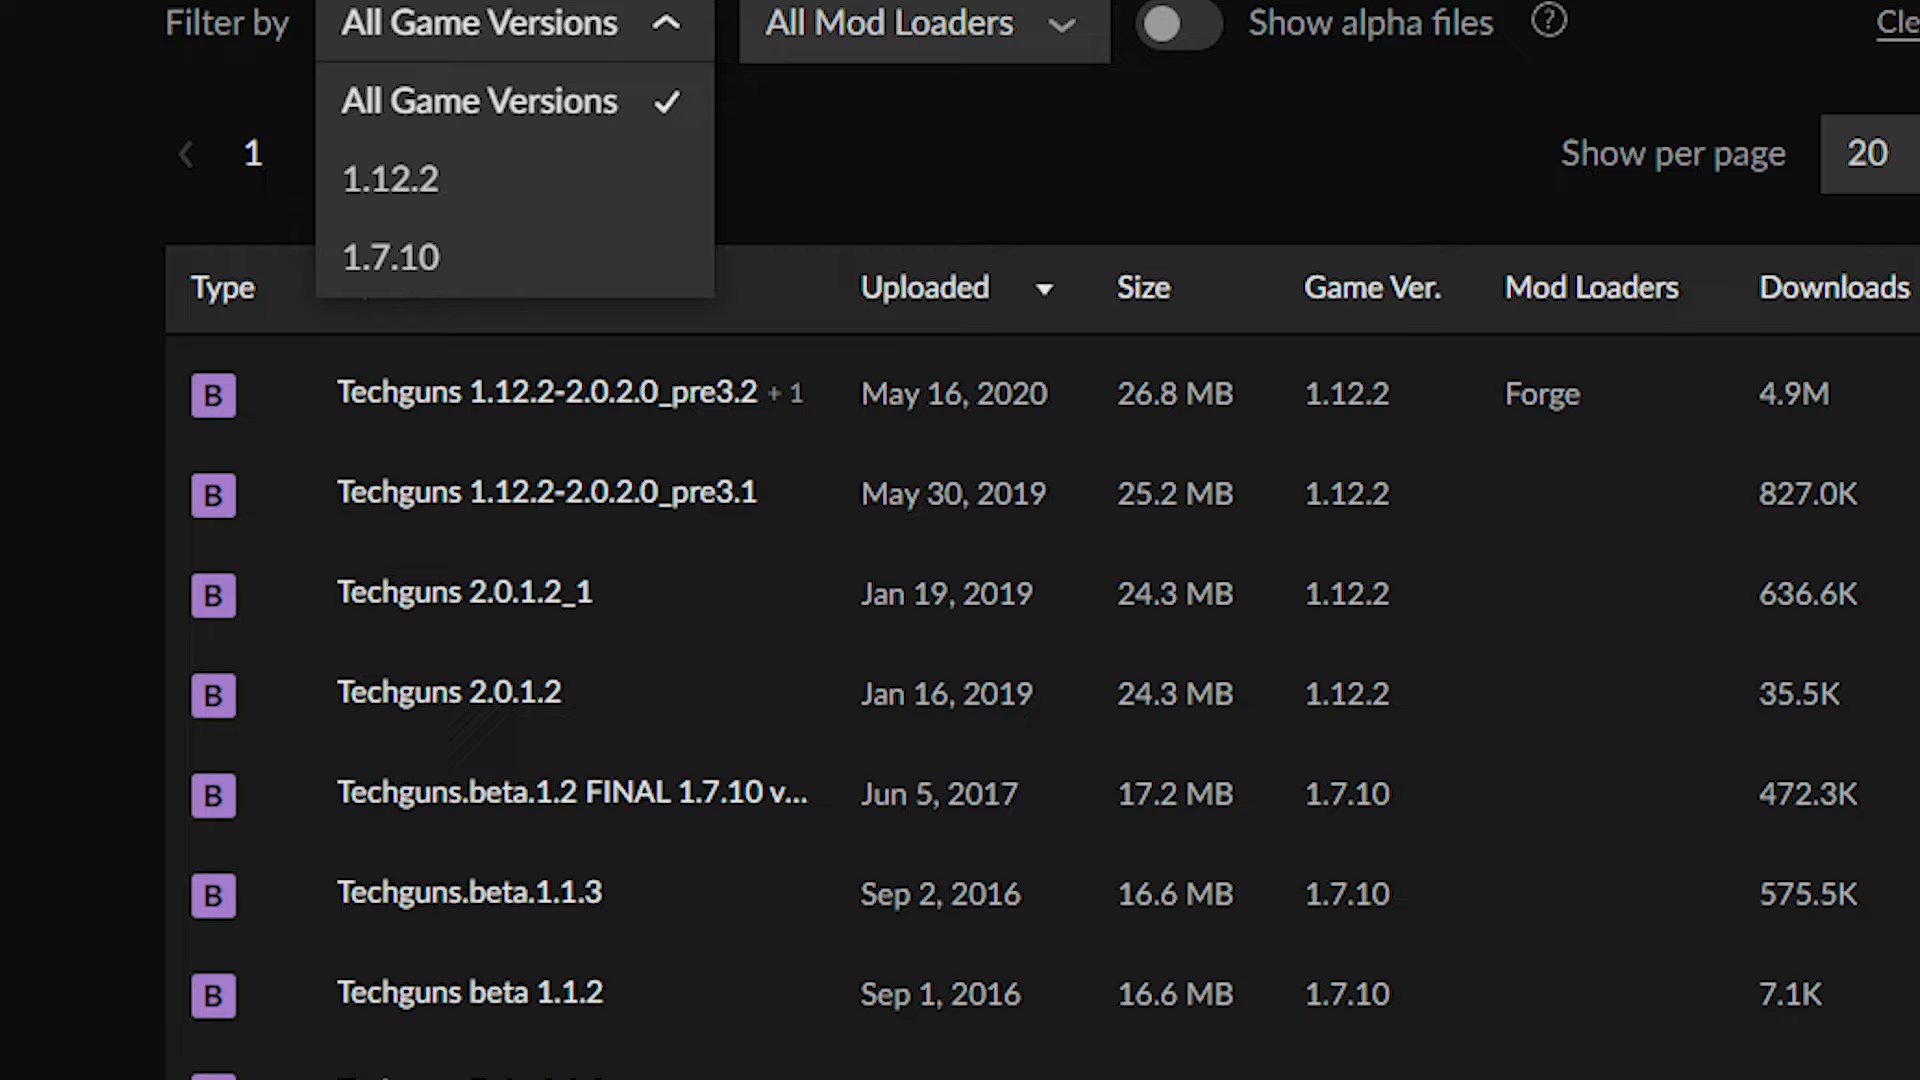 Filter by All Game Versions All Mod Loaders Show alpha files ? Cle
All Game Versions
1 Show per page 20
1.12.2
1.7.10
Type Uploaded Size Game Ver. Mod Loaders Downloads
B Techguns 1.12.2-2.0.2.0_pre3.2 + 1 May 16, 2020 26.8 MB 1.12.2 Forge 4.9M
B Techguns 1.12.2-2.0.2.0_pre3.1 May 30, 2019 25.2 MB 1.12.2 827.0K
B Techguns 2.0.1.2_1 Jan 19, 2019 24.3 MB 1.12.2 636.6K
B Techguns 2.0.1.2 Jan 16, 2019 24.3 MB 1.12.2 35.5K
B Techguns.beta.1.2 FINAL 1.7.10 v... Jun 5, 2017 17.2 MB 1.7.10 472.3K
B Techguns.beta.1.1.3 Sep 2, 2016 16.6 MB 1.7.10 575.5K
B Techguns beta 1.1.2 Sep 1, 2016 16.6 MB 1.7.10 7.1K